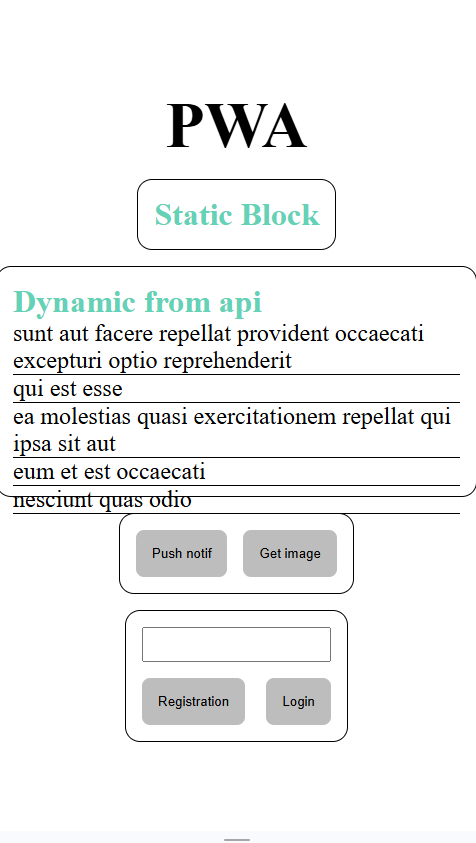 PWA
Static Block
Dynamic from api
sunt aut facere repellat provident occaecati
excepturi optio reprehenderit
qui est esse
ea molestias quasi exercitationem repellat qui
ipsa sit aut
eum et est occaecati
nesciunt quas odio
Push notif
Get image
Registration
Login